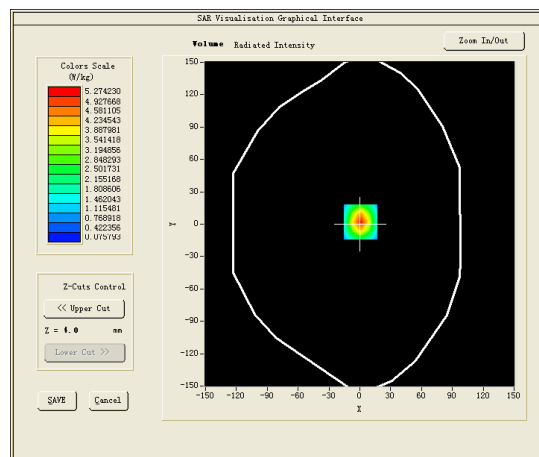 SAR Visualisation Graphical Interface
Volume Radiated Intensity
Zoom In/Out
Colors Scale
(W/kg)
5.274230
4.927668
4.581105
4.234543
3.887981
3.541418
3.194856
2.848293
2.501731
2.155168
1.808606
1.462043
1.115481
0.768918
0.422356
0.075793
150
120
90
60
30
0
-30
-60
-90
-120
-150
Y
-150 -120 -90 -60 -30 0 30 60 90 120 150
X
Z-Cuts Control
<< Upper Cut
Z = 4.0 mm
Lower Cut >>
SAVE Cancel